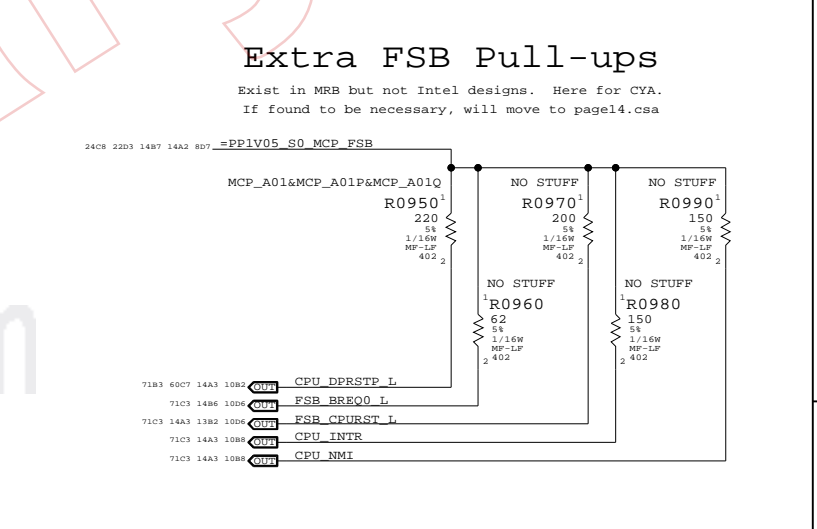 Extra FSB Pull-ups
Exist in MRB but not Intel designs. Here for CYA.
If found to be necessary, will move to page14.csa
24C8 22D3 14B7 14A2 8D7 =PP1V05_S0_MCP_FSB
MCP_A01&MCP_A01P&MCP_A01Q
R0950 1
220
5%
1/16W
MF-LF
402
2
NO STUFF
R0970 1
200
5%
1/16W
MF-LF
402
2
NO STUFF
R0990 1
150
5%
1/16W
MF-LF
402
2
NO STUFF
1 R0960
62
5%
1/16W
MF-LF
402
2
NO STUFF
1 R0980
150
5%
1/16W
MF-LF
402
2
71B3 60C7 14A3 10B2 OUT CPU_DPRSTP_L
71C3 14B6 10D6 OUT FSB_BREQ0_L
71C3 14A3 13B2 10D6 OUT FSB_CPURST_L
71C3 14A3 10B8 OUT CPU_INTR
71C3 14A3 10B8 OUT CPU_NMI